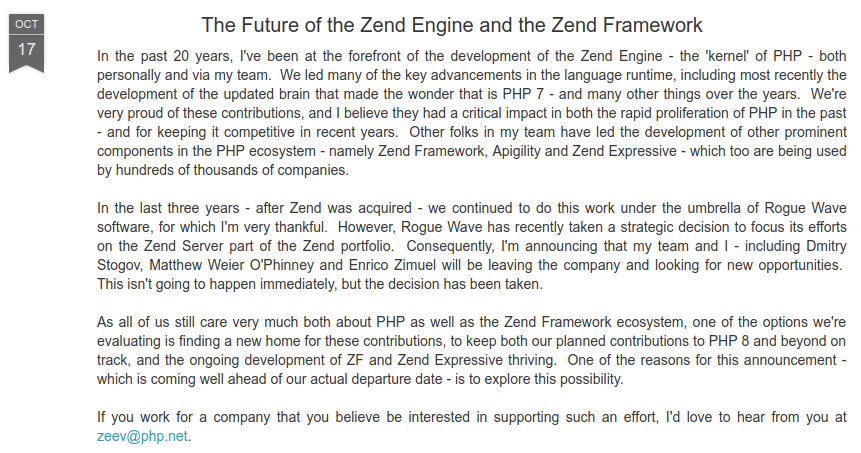 OCT
17
The Future of the Zend Engine and the Zend Framework
In the past 20 years, I've been at the forefront of the development of the Zend Engine - the 'kernel' of PHP - both
personally and via my team. We led many of the key advancements in the language runtime, including most recently the
development of the updated brain that made the wonder that is PHP 7 - and many other things over the years. We're
very proud of these contributions, and I believe they had a critical impact in both the rapid proliferation of PHP in the past
- and for keeping it competitive in recent years. Other folks in my team have led the development of other prominent
components in the PHP ecosystem - namely Zend Framework, Apigility and Zend Expressive - which too are being used
by hundreds of thousands of companies.
In the last three years - after Zend was acquired - we continued to do this work under the umbrella of Rogue Wave
software, for which I'm very thankful. However, Rogue Wave has recently taken a strategic decision to focus its efforts
on the Zend Server part of the Zend portfolio. Consequently, I'm announcing that my team and I - including Dmitry
Stogov, Matthew Weier O'Phinney and Enrico Zimuel will be leaving the company and looking for new opportunities.
This isn't going to happen immediately, but the decision has been taken.
As all of us still care very much both about PHP as well as the Zend Framework ecosystem, one of the options we're
evaluating is finding a new home for these contributions, to keep both our planned contributions to PHP 8 and beyond on
track, and the ongoing development of ZF and Zend Expressive thriving. One of the reasons for this announcement -
which is coming well ahead of our actual departure date - is to explore this possibility.
If you work for a company that you believe be interested in supporting such an effort, I'd love to hear from you at
zeev@php.net.